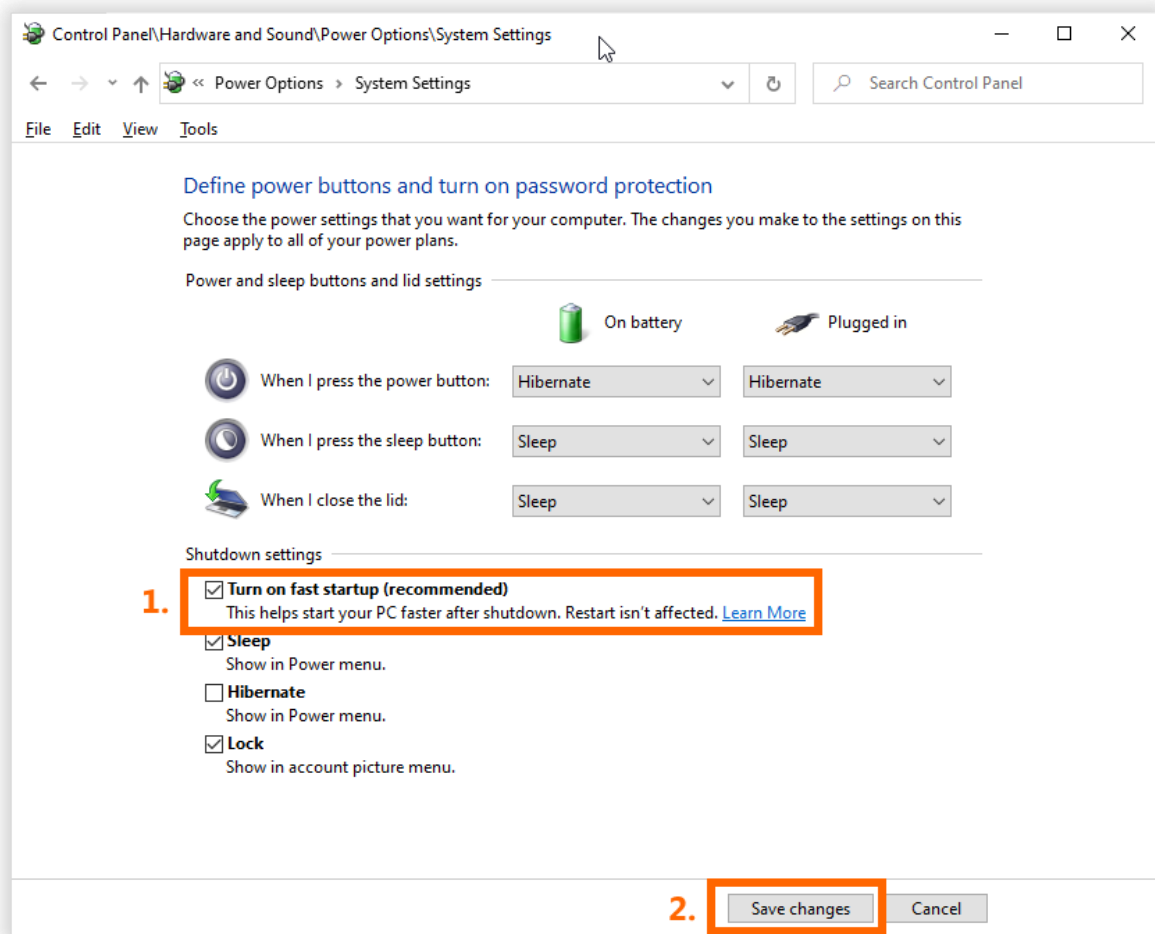 Control Panel\Hardware and Sound\Power Options\System Settings
« Power Options › System Settings
Search Control Panel
File Edit View Tools
Define power buttons and turn on password protection
Choose the power settings that you want for your computer. The changes you make to the settings on this
page apply to all of your power plans.
Power and sleep buttons and lid settings
On battery Plugged in
When I press the power button: Hibernate Hibernate
When I press the sleep button: Sleep Sleep
When I close the lid: Sleep Sleep
Shutdown settings
1. Turn on fast startup (recommended)
This helps start your PC faster after shutdown. Restart isn't affected. Learn More
Sleep
Show in Power menu.
Hibernate
Show in Power menu.
Lock
Show in account picture menu.
2. Save changes Cancel